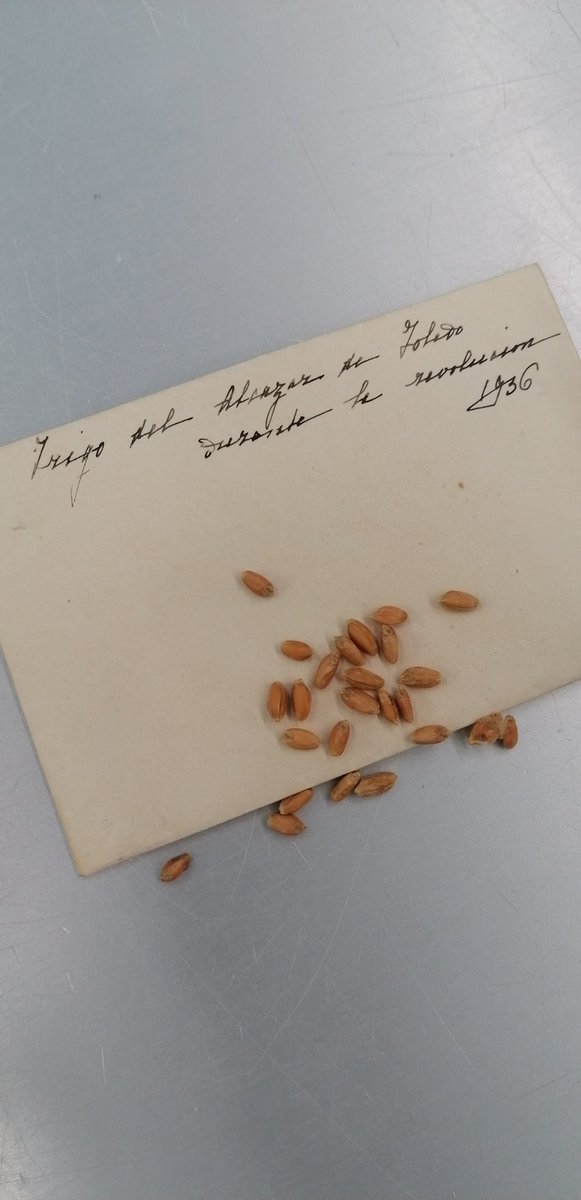 Trigo del Alcazar de Toledo
durante la revolucion
1936